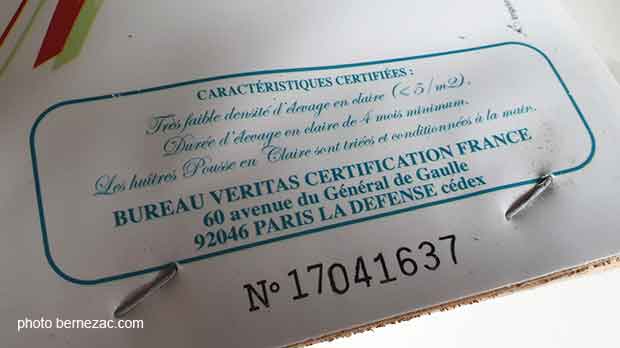 CARACTÉRISTIQUES CERTIFIÉES :
Très faible densité d'élevage en claire (<5/m2).
Durée d'élevage en claire de 4 mois minimum.
Les huîtres Pousse en Claire sont triées et conditionnées à la main.
BUREAU VERITAS CERTIFICATION FRANCE
60 avenue du Général de Gaulle
92046 PARIS LA DEFENSE cédex
N° 17041637
photo bernezac.com